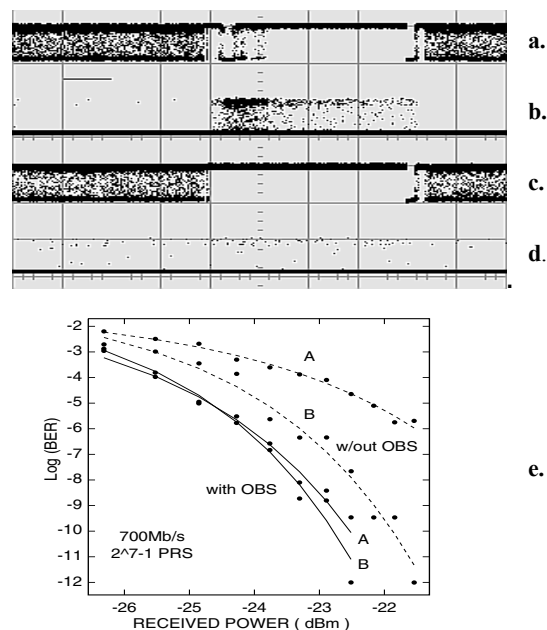 a.
b.
c.
d.
.
e.
Log (BER)
-2
-3
-4
-5
-6
-7
-8
-9
-10
-11
-12
A
B
w/out OBS
with OBS
A
B
700Mb/s
2^7-1 PRS
-26 -25 -24 -23 -22
RECEIVED POWER ( dBm )